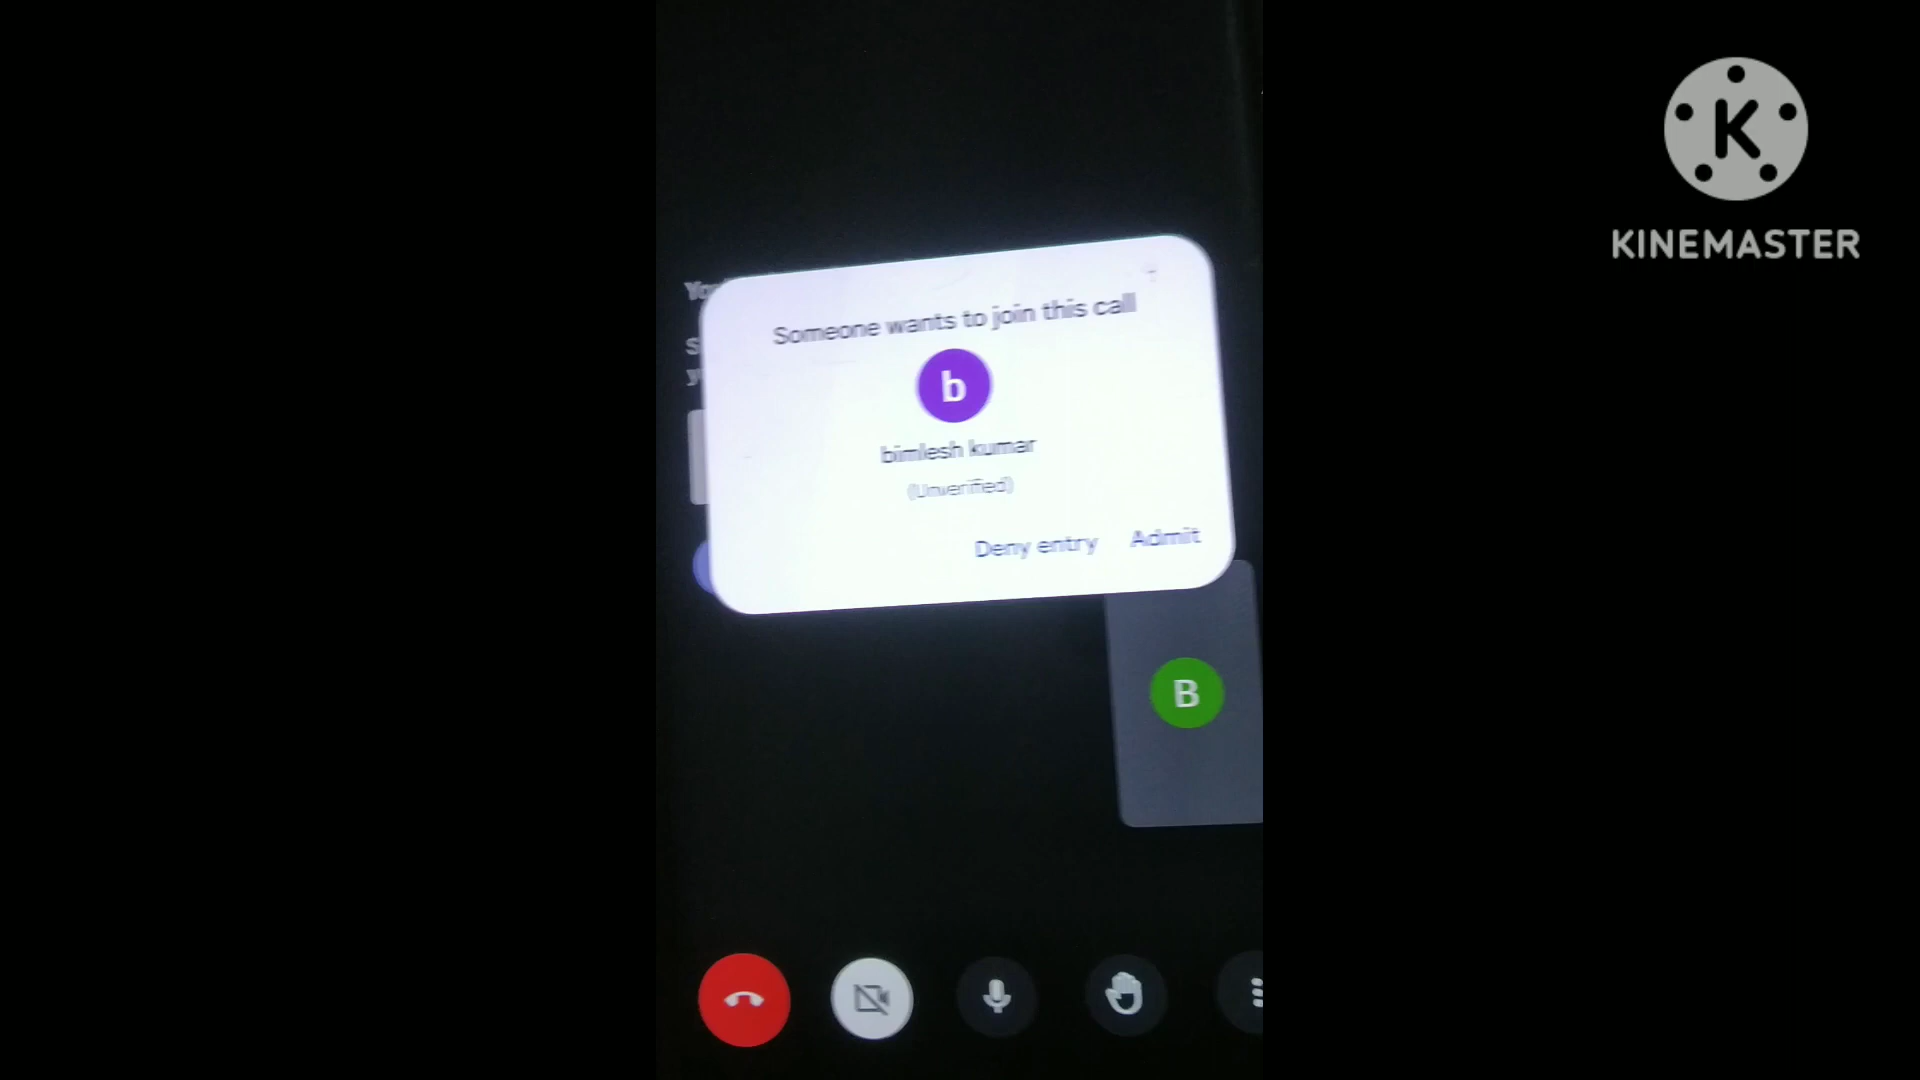 K
KINEMASTER
Someone wants to join this call
b
bimlesh kumar
(Unverified)
Deny entry Admit
B